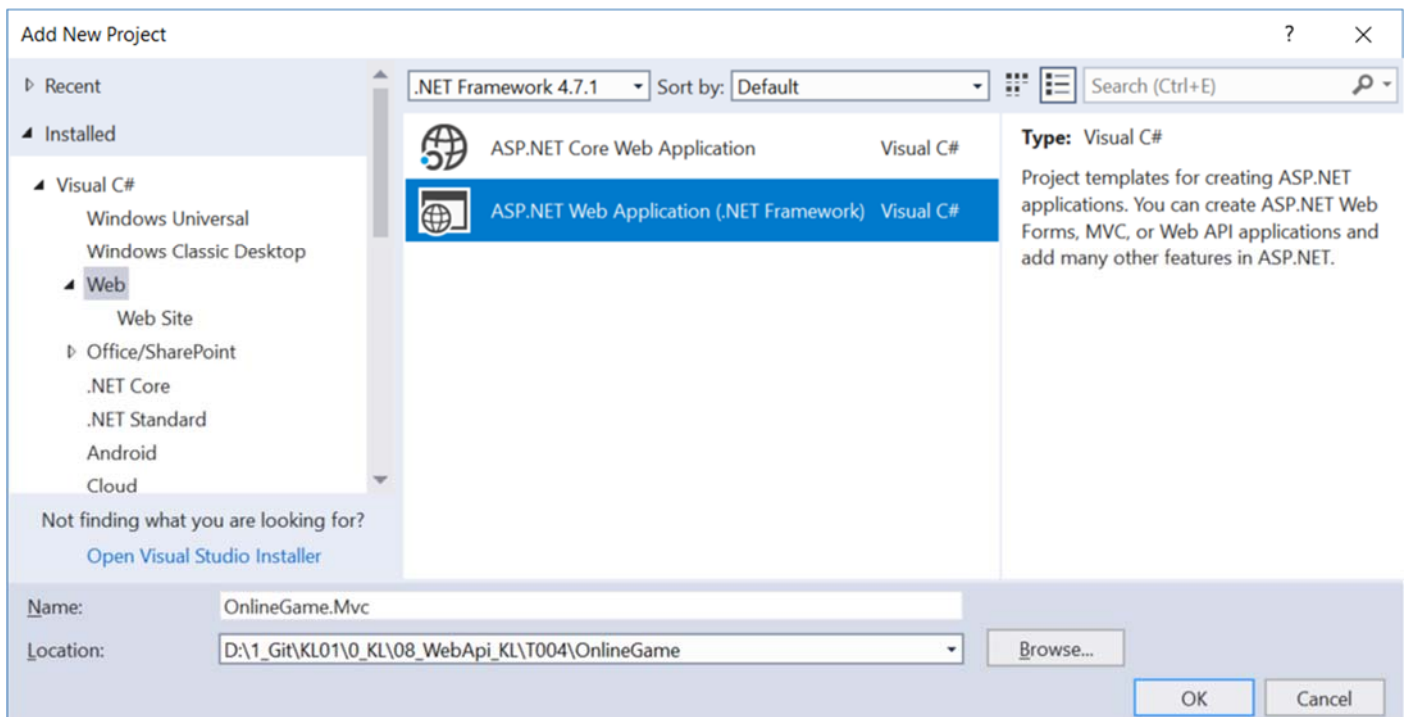 Add New Project
?
Recent
Installed
Visual C#
Windows Universal
Windows Classic Desktop
Web
Web Site
Office/SharePoint
.NET Core
.NET Standard
Android
Cloud
Not finding what you are looking for?
Open Visual Studio Installer
.NET Framework 4.7.1 Sort by: Default
Search (Ctrl+E)
ASP.NET Core Web Application Visual C#
ASP.NET Web Application (.NET Framework) Visual C#
Type: Visual C#
Project templates for creating ASP.NET
applications. You can create ASP.NET Web
Forms, MVC, or Web API applications and
add many other features in ASP.NET.
Name: OnlineGame.Mvc
Location: D:\1_Git\KL01\0_KL\08_WebApi_KL\T004\OnlineGame
Browse...
OK Cancel